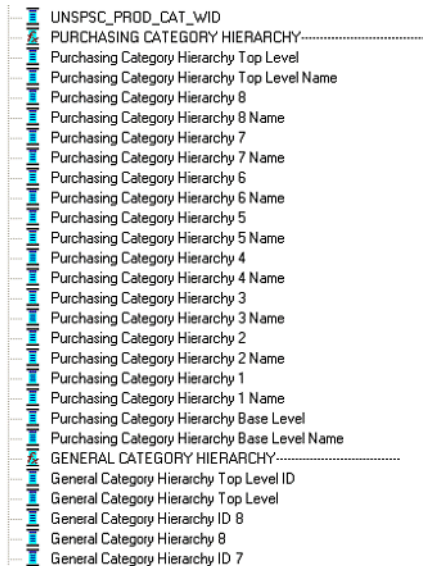 UNSPSC_PROD_CAT_WID
PURCHASING CATEGORY HIERARCHY--------------------------------
Purchasing Category Hierarchy Top Level
Purchasing Category Hierarchy Top Level Name
Purchasing Category Hierarchy 8
Purchasing Category Hierarchy 8 Name
Purchasing Category Hierarchy 7
Purchasing Category Hierarchy 7 Name
Purchasing Category Hierarchy 6
Purchasing Category Hierarchy 6 Name
Purchasing Category Hierarchy 5
Purchasing Category Hierarchy 5 Name
Purchasing Category Hierarchy 4
Purchasing Category Hierarchy 4 Name
Purchasing Category Hierarchy 3
Purchasing Category Hierarchy 3 Name
Purchasing Category Hierarchy 2
Purchasing Category Hierarchy 2 Name
Purchasing Category Hierarchy 1
Purchasing Category Hierarchy 1 Name
Purchasing Category Hierarchy Base Level
Purchasing Category Hierarchy Base Level Name
GENERAL CATEGORY HIERARCHY-------------------------------
General Category Hierarchy Top Level ID
General Category Hierarchy Top Level
General Category Hierarchy ID 8
General Category Hierarchy 8
General Category Hierarchy ID 7